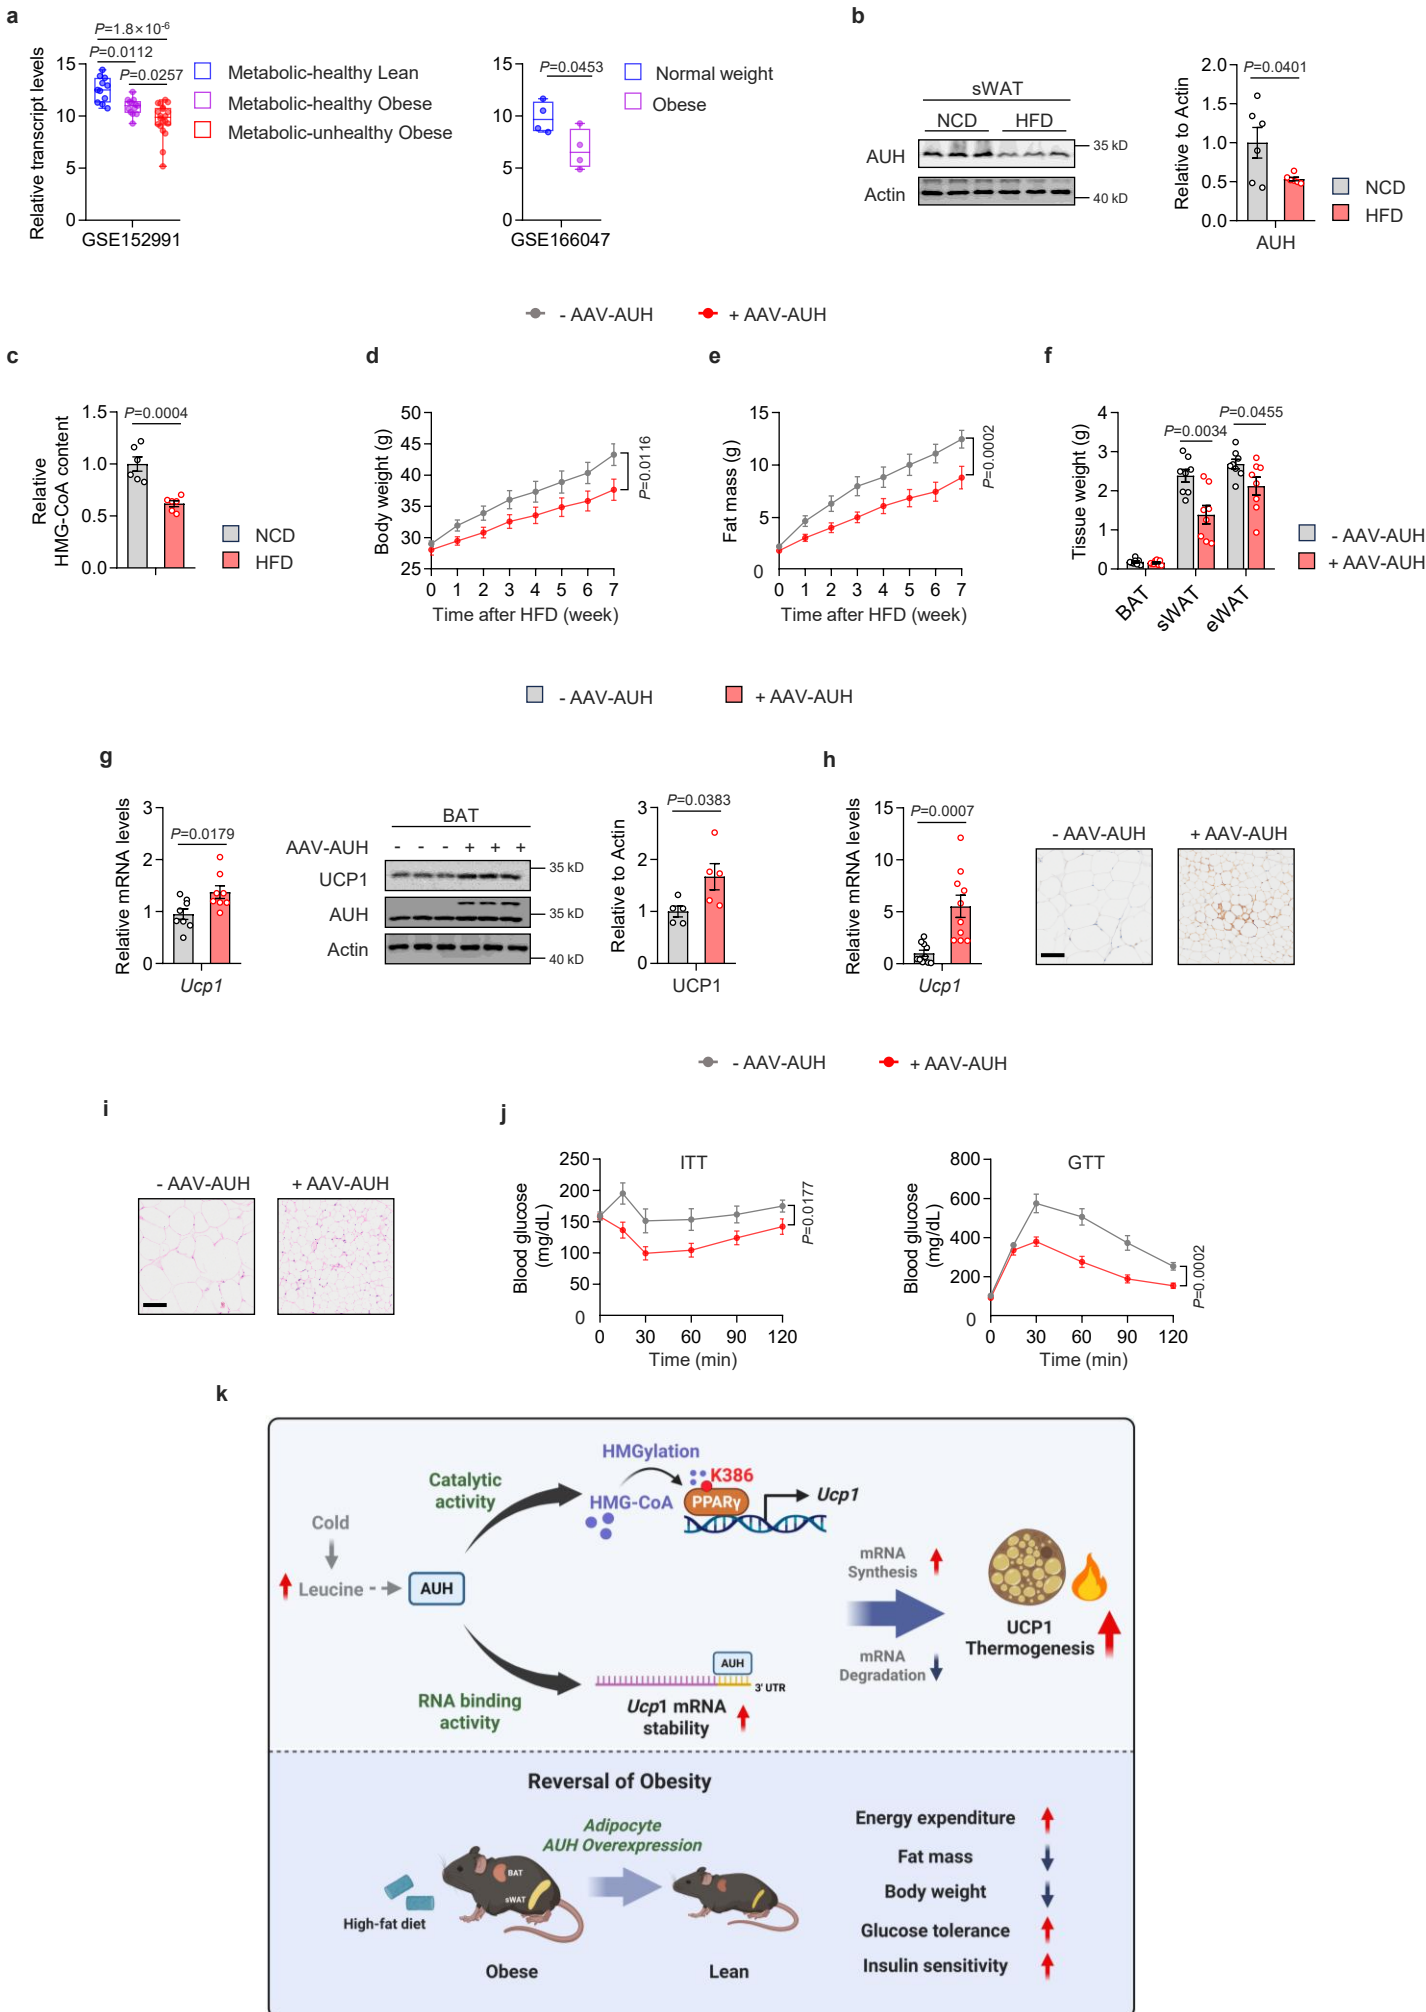 a
P=1.8×10-6
P=0.0112
P=0.0257
Relative transcript levels
15
10
5
0
GSE152991
Metabolic-healthy Lean
Metabolic-healthy Obese
Metabolic-unhealthy Obese
P=0.0453
15
10
5
0
GSE166047
Normal weight
Obese
b
sWAT
NCD HFD
AUH
Actin
35 kD
40 kD
Relative to Actin
2.0
1.5
1.0
0.5
0.0
P=0.0401
AUH
NCD
HFD
- AAV-AUH
+ AAV-AUH
c
Relative
HMG-CoA content
1.5
1.0
0.5
0.0
P=0.0004
NCD
HFD
d
Body weight (g)
50
45
40
35
30
25
0 1 2 3 4 5 6 7
Time after HFD (week)
P=0.0116
e
Fat mass (g)
15
10
5
0
0 1 2 3 4 5 6 7
Time after HFD (week)
P=0.0002
f
Tissue weight (g)
4
3
2
1
0
P=0.0034
P=0.0455
BAT
sWAT
eWAT
- AAV-AUH
+ AAV-AUH
- AAV-AUH
+ AAV-AUH
g
Relative mRNA levels
3
2
1
0
P=0.0179
Ucp1
BAT
AAV-AUH - - - + + +
UCP1
AUH
Actin
35 kD
35 kD
40 kD
Relative to Actin
3
2
1
0
P=0.0383
UCP1
h
Relative mRNA levels
15
10
5
0
P=0.0007
Ucp1
- AAV-AUH
+ AAV-AUH
- AAV-AUH
+ AAV-AUH
i
- AAV-AUH
+ AAV-AUH
j
Blood glucose
(mg/dL)
250
200
150
100
50
0
ITT
P=0.0177
0 30 60 90 120
Time (min)
Blood glucose
(mg/dL)
800
600
400
200
0
GTT
P=0.0002
0 30 60 90 120
Time (min)
k
Cold
Leucine
AUH
Catalytic
activity
HMGylation
HMG-CoA
K386
PPARγ
Ucp1
RNA binding
activity
AUH
3' UTR
Ucp1 mRNA
stability
mRNA
Synthesis
mRNA
Degradation
UCP1
Thermogenesis
Reversal of Obesity
High-fat diet
BAT
sWAT
Obese
Adipocyte
AUH Overexpression
Lean
Energy expenditure
Fat mass
Body weight
Glucose tolerance
Insulin sensitivity